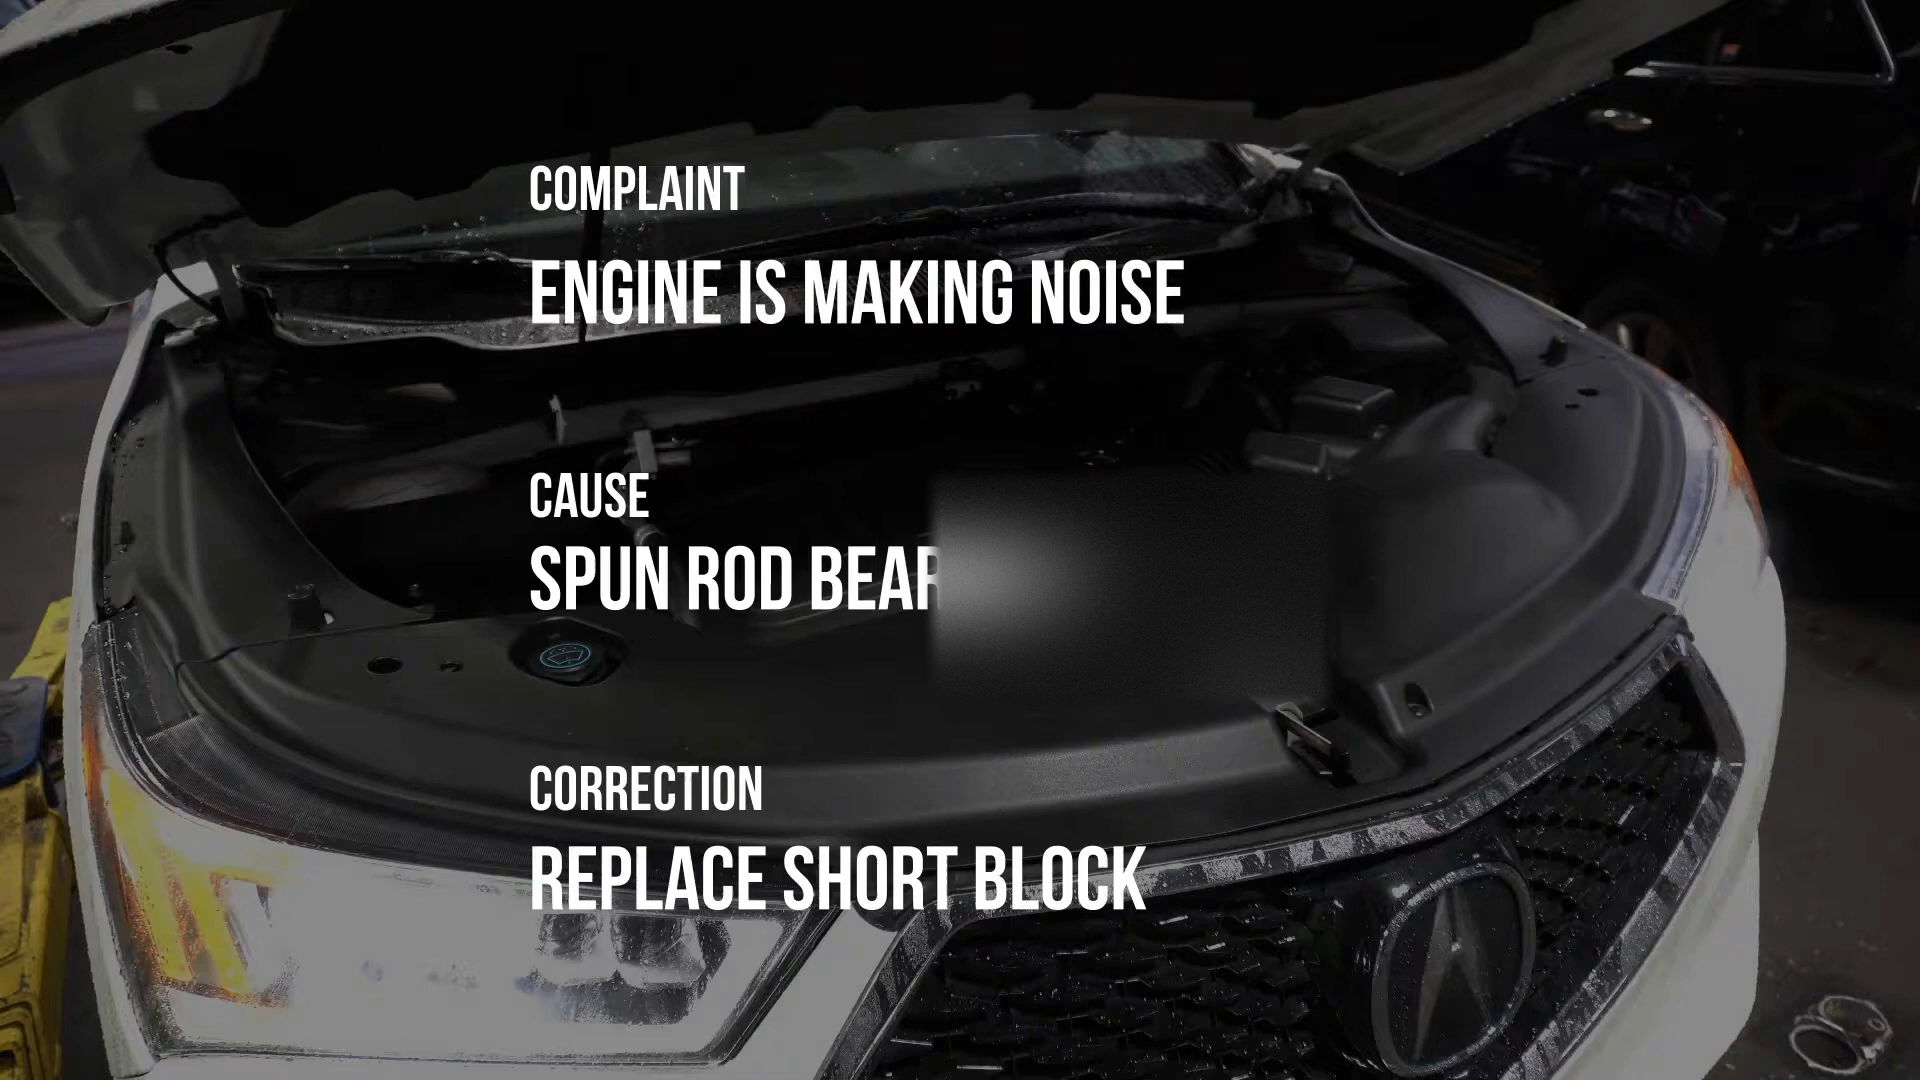 COMPLAINT
ENGINE IS MAKING NOISE
CAUSE
SPUN ROD
CORRECTION
REPLACE SHORT BLOCK